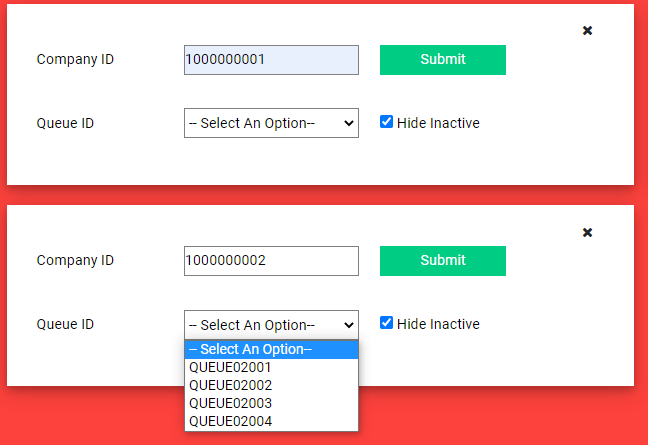 ✖
Company ID 1000000001 Submit
Queue ID -- Select An Option-- Hide Inactive
✖
Company ID 1000000002 Submit
Queue ID -- Select An Option-- Hide Inactive
-- Select An Option--
QUEUE02001
QUEUE02002
QUEUE02003
QUEUE02004